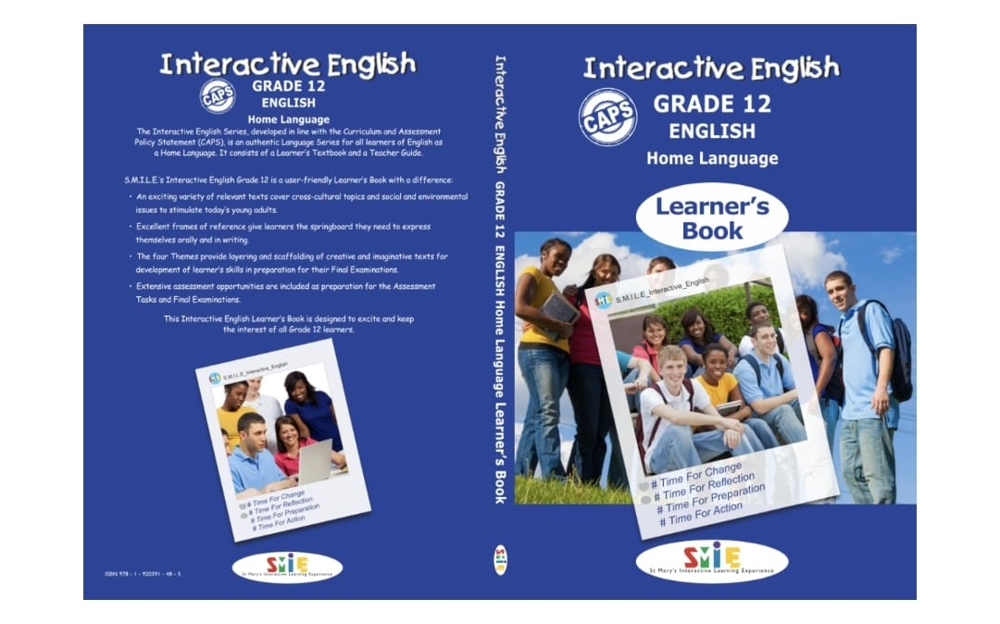 Interactive English
CAPS
GRADE 12
ENGLISH
Home Language
The Interactive English Series, developed in line with the Curriculum and Assessment
Policy Statement (CAPS), is an authentic Language Series for all learners of English as
a Home Language. It consists of a Learner's Textbook and a Teacher Guide.
S.M.I.L.E.'s Interactive English Grade 12 is a user-friendly Learner's Book with a difference:
• An exciting variety of relevant texts cover cross-cultural topics and social and environmental
issues to stimulate today's young adults.
• Excellent frames of reference give learners the springboard they need to express
themselves orally and in writing.
• The four Themes provide layering and scaffolding of creative and imaginative texts for
development of learner's skills in preparation for their Final Examinations.
• Extensive assessment opportunities are included as preparation for the Assessment
Tasks and Final Examinations.
This Interactive English Learner's Book is designed to excite and keep
the interest of all Grade 12 learners.
S.M.I.L.E_Interactive_English
# Time For Change
# Time For Reflection
# Time For Preparation
# Time For Action
ISBN 978 - 1 - 920391 - 48 - 5
SMILE
St Mary's Interactive Learning Experience
Interactive English GRADE 12 ENGLISH Home Language Learner's Book
SMILE
Interactive English
CAPS
GRADE 12
ENGLISH
Home Language
Learner's
Book
SMILE
S.M.I.L.E_Interactive_English
# Time For Change
# Time For Reflection
# Time For Preparation
# Time For Action
SMILE
St Mary's Interactive Learning Experience